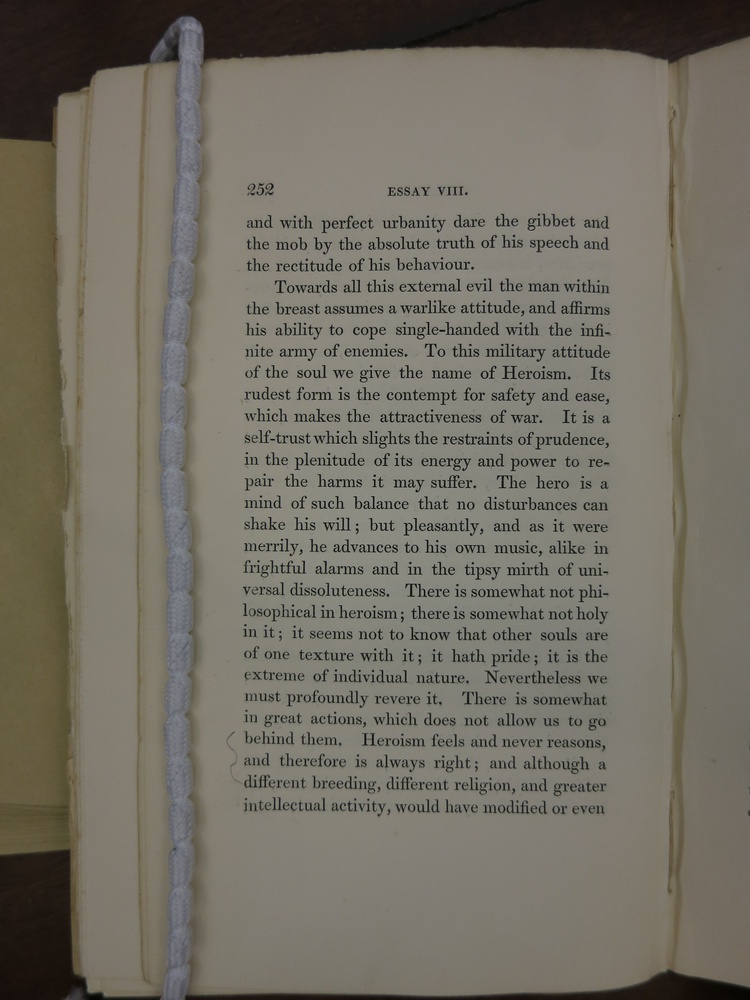 252 ESSAY VIII.
and with perfect urbanity dare the gibbet and
the mob by the absolute truth of his speech and
the rectitude of his behaviour.
Towards all this external evil the man within
the breast assumes a warlike attitude, and affirms
his ability to cope single-handed with the infi-
nite army of enemies. To this military attitude
of the soul we give the name of Heroism. Its
rudest form is the contempt for safety and ease,
which makes the attractiveness of war. It is a
self-trust which slights the restraints of prudence,
in the plenitude of its energy and power to re-
pair the harms it may suffer. The hero is a
mind of such balance that no disturbances can
shake his will; but pleasantly, and as it were
merrily, he advances to his own music, alike in
frightful alarms and in the tipsy mirth of uni-
versal dissoluteness. There is somewhat not phi-
losophical in heroism; there is somewhat not holy
in it; it seems not to know that other souls are
of one texture with it; it hath pride; it is the
extreme of individual nature. Nevertheless we
must profoundly revere it. There is somewhat
in great actions, which does not allow us to go
behind them. Heroism feels and never reasons,
and therefore is always right; and although a
different breeding, different religion, and greater
intellectual activity, would have modified or even